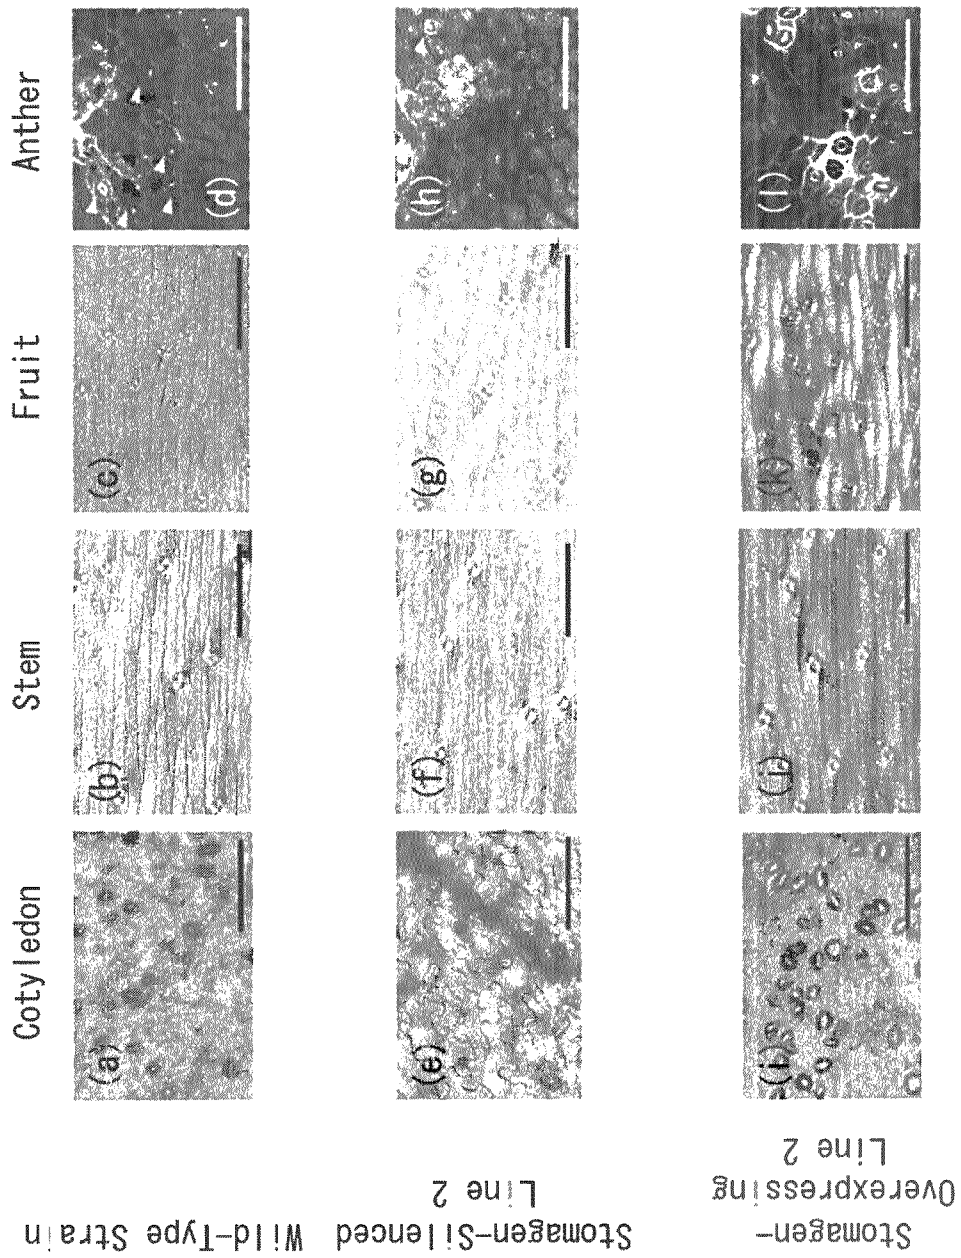 Cotyledon
Stem
Fruit
Anther
Wild-Type Strain
(a)
(b)
(c)
(d)
Stomagen-Silenced
Line 2
(e)
(f)
(g)
(h)
Stomagen-
Overexpressing
Line 2
(i)
(j)
(k)
(l)